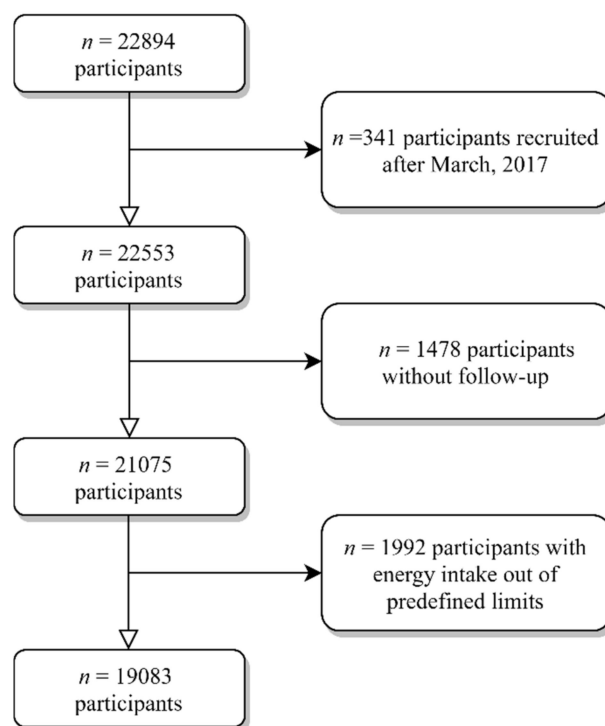 n = 22894
participants
n =341 participants recruited
after March, 2017
n = 22553
participants
n = 1478 participants
without follow-up
n = 21075
participants
n = 1992 participants with
energy intake out of
predefined limits
n = 19083
participants